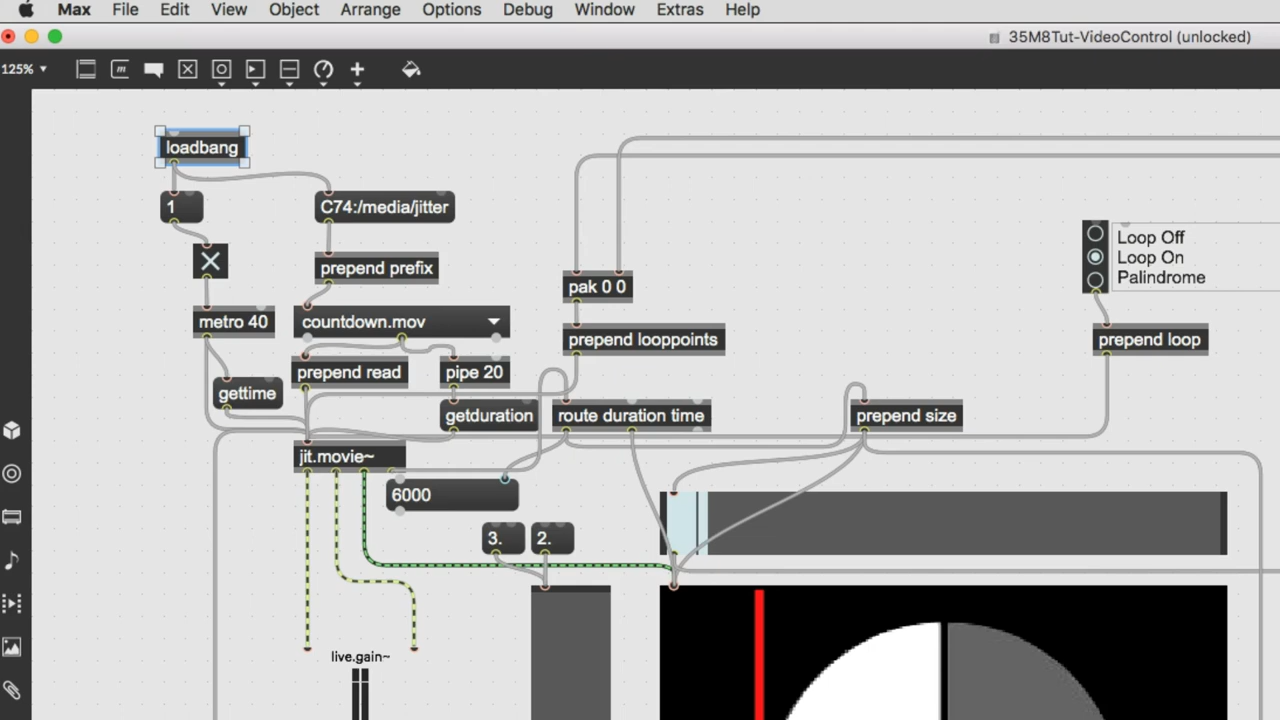 Max File Edit View Object Arrange Options Debug Window Extras Help
35M8Tut-VideoControl (unlocked)
125%
m
loadbang
1
C74:/media/jitter
Loop Off
Loop On
Palindrome
prepend prefix
pak 0 0
metro 40
countdown.mov
prepend looppoints
prepend loop
prepend read
pipe 20
gettime
getduration
route duration time
prepend size
jit.movie~
6000
3.
2.
live.gain~